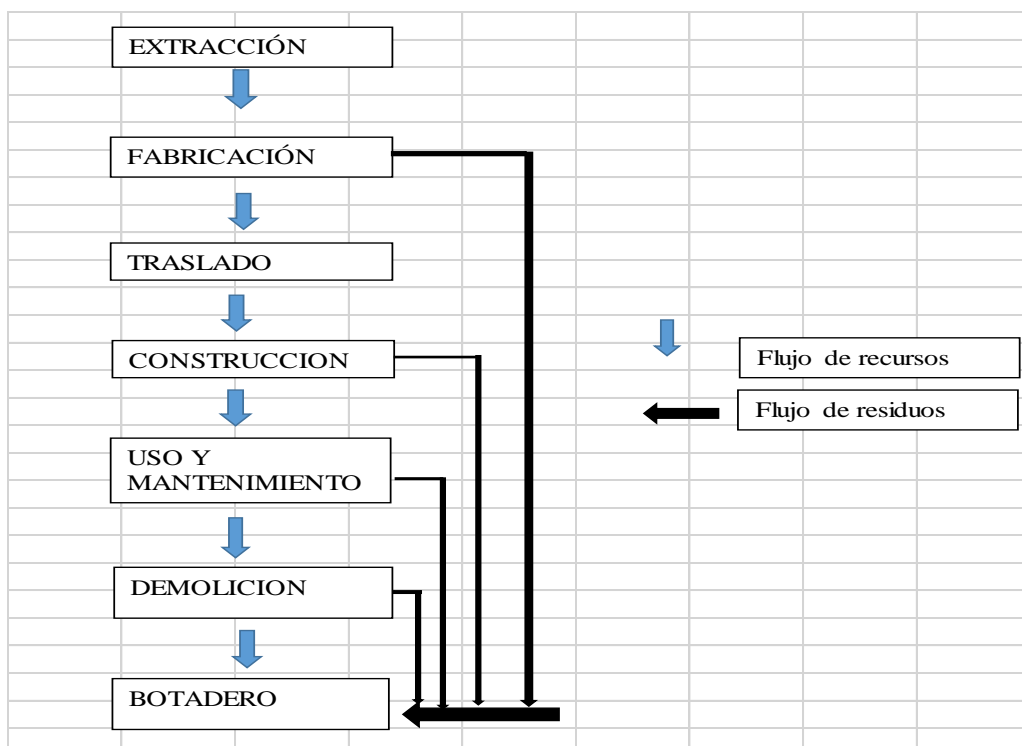 EXTRACCIÓN
FABRICACIÓN
TRASLADO
CONSTRUCCION
USO Y
MANTENIMIENTO
DEMOLICION
BOTADERO
Flujo de recursos
Flujo de residuos